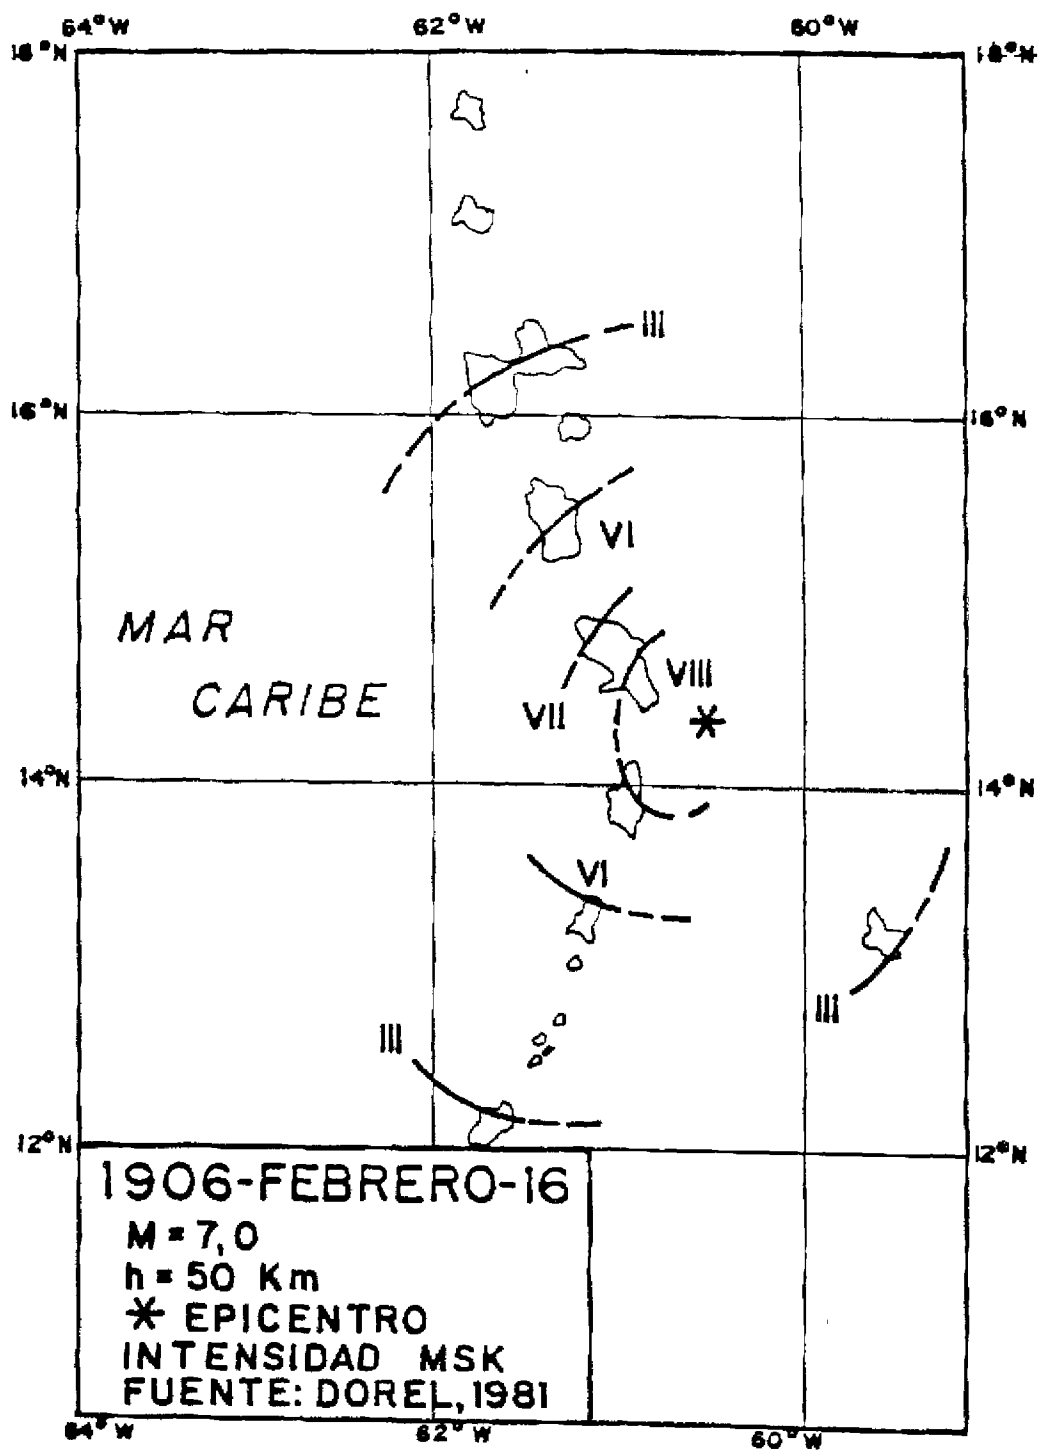 64°W 62°W 60°W
18°N 18°N
III
16°N 16°N
VI
MAR
CARIBE
VIII
VII
14°N 14°N
VI
III
III
12°N 12°N
1906-FEBRERO-16
M = 7,0
h = 50 Km
* EPICENTRO
INTENSIDAD MSK
FUENTE: DOREL, 1981
64°W 62°W 60°W